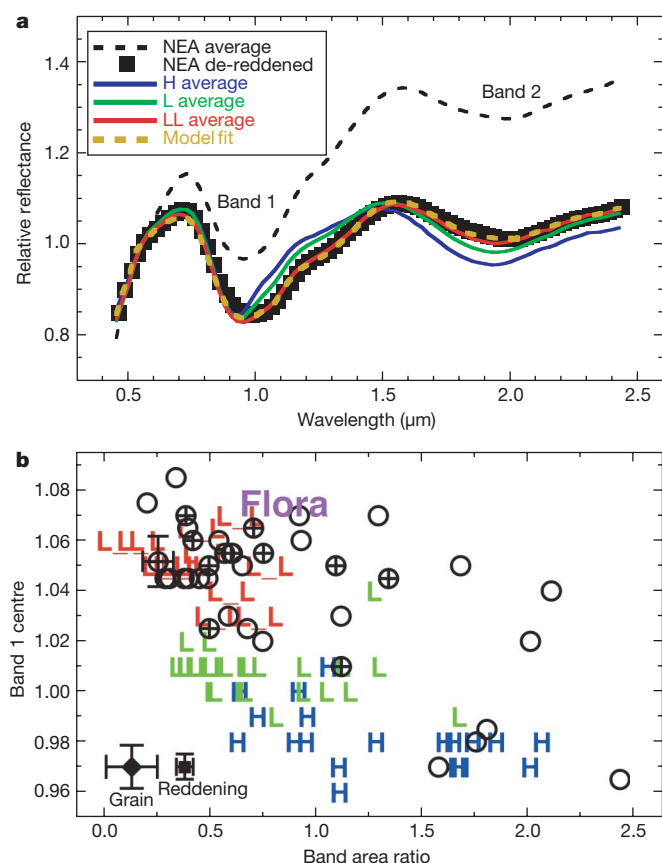 a
NEA average
NEA de-reddened
H average
L average
LL average
Model fit
Band 1
Band 2
Relative reflectance
1.4
1.2
1.0
0.8
0.5 1.0 1.5 2.0 2.5
Wavelength (µm)
b
Flora
Band 1 centre
1.08
1.06
1.04
1.02
1.00
0.98
0.96
Grain
Reddening
0.0 0.5 1.0 1.5 2.0 2.5
Band area ratio